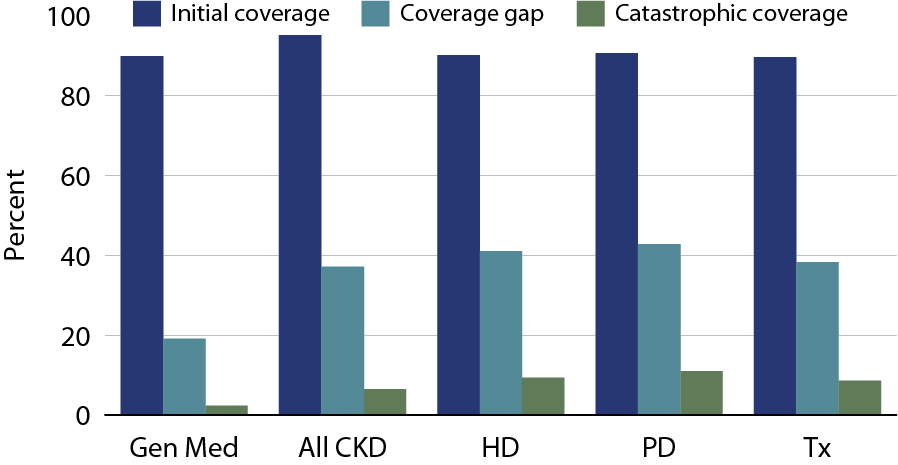 Initial coverage Coverage gap Catastrophic coverage
Percent
100
80
60
40
20
0
Gen Med All CKD HD PD Tx